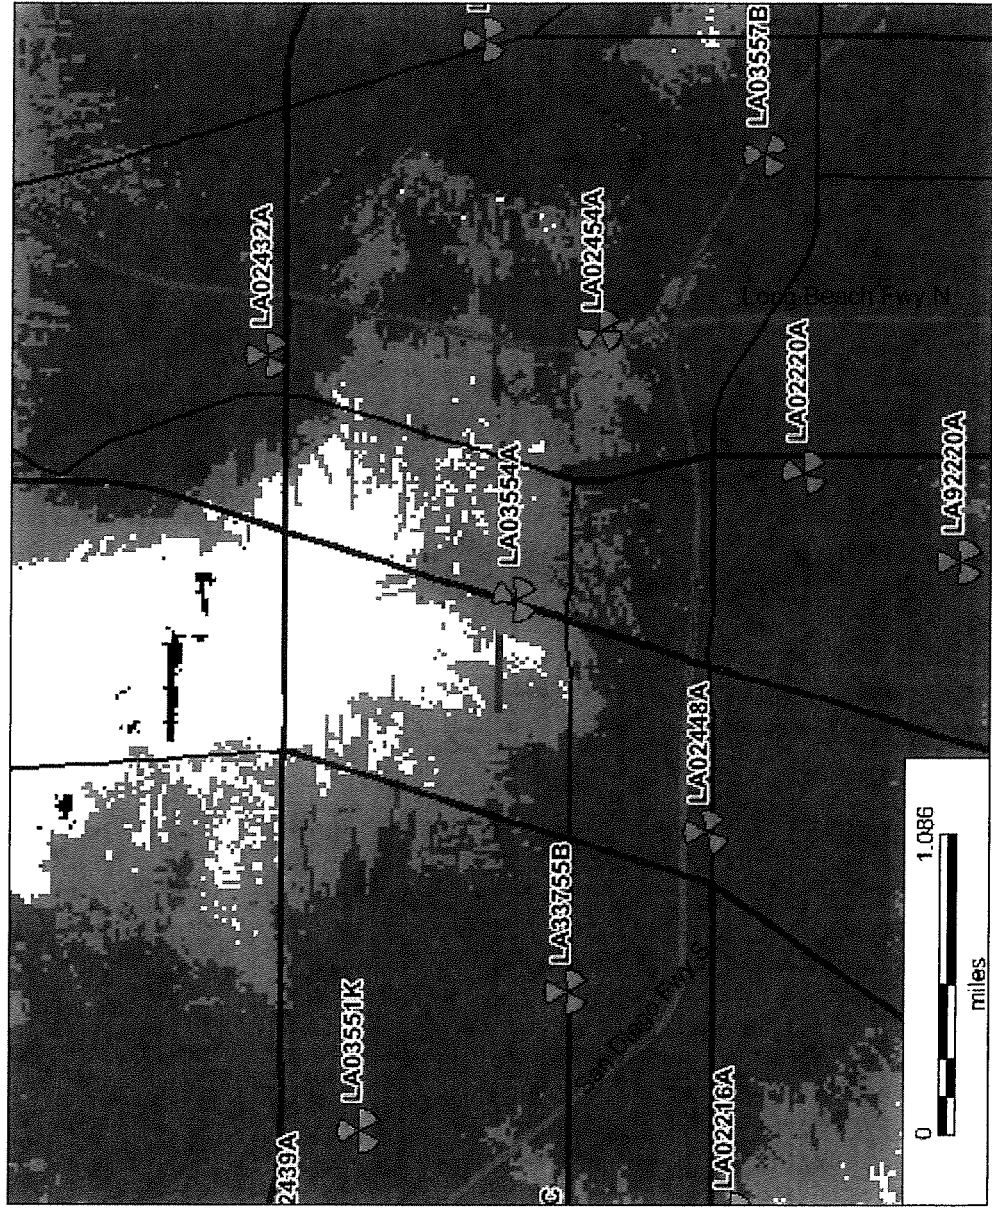 LA02432A
2439A
LA03551K
LA03554A
C
LA33755B
LA02454A
San Diego Fwy S
LA02448A
LA02216A
LA03557B
LA02220A
Long Beach Fwy N
LA92220A
0 1.086
miles